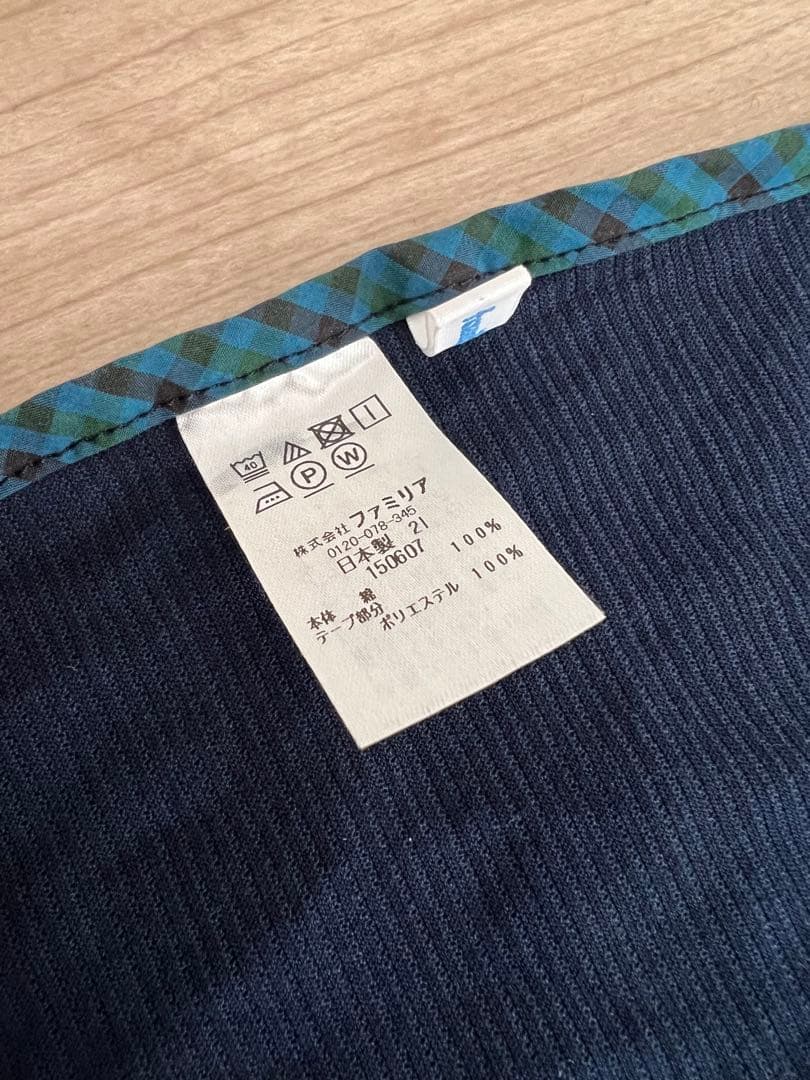 40
P W
株式会社 ファミリア
0120-078-345
日本製 21
150607
本体 綿 100%
テープ部分 ポリエステル 100%